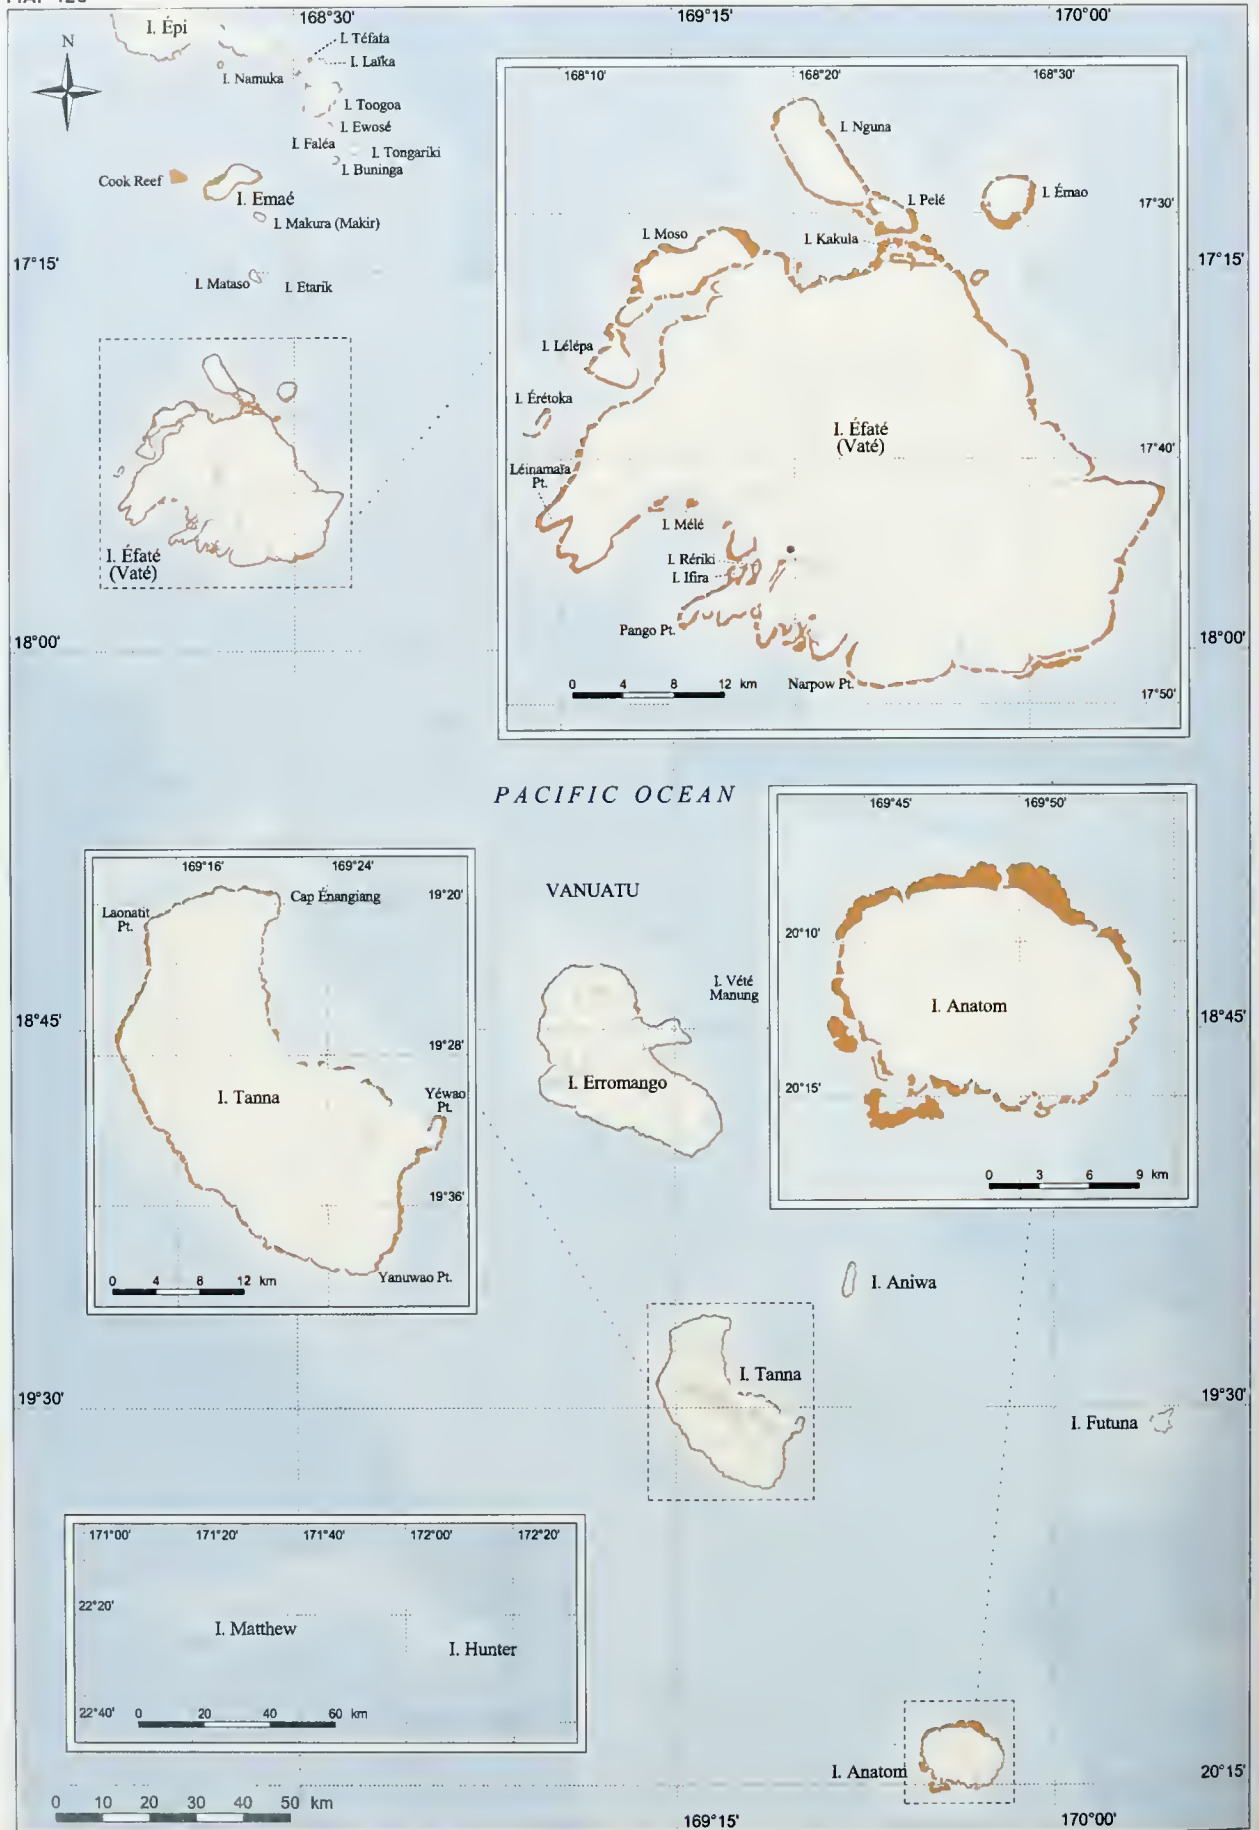 168°30'
169°15'
170°00'
I. Épi
N
I. Téfala
I. Laïka
I. Namuka
I. Toogoa
I. Ewosé
I. Faléa
I. Tongariki
I. Buninga
Cook Reef
I. Emaé
I. Makura (Makir)
17°15'
17°15'
I. Mataso
I. Etarik
I. Éfaté
(Vaté)
18°00'
18°00'
168°10'
168°20'
168°30'
I. Nguna
I. Pelé
I. Émao
17°30'
I. Moso
I. Kakula
I. Lélépa
I. Érétoka
I. Éfaté
(Vaté)
17°40'
Léinamaïa
Pt.
I. Mélé
I. Rériki
I. Ifira
Pango Pt.
0 4 8 12 km
Narpow Pt.
17°50'
PACIFIC OCEAN
VANUATU
169°16'
169°24'
Cap Énangiang
19°20'
Laonatit
Pt.
18°45'
19°28'
I. Tanna
Yéwao
Pt.
19°36'
0 4 8 12 km
Yanuwao Pt.
I. Vété
Manung
I. Erromango
169°45'
169°50'
20°10'
I. Anatom
18°45'
20°15'
0 3 6 9 km
I. Aniwa
I. Tanna
19°30'
19°30'
I. Futuna
171°00'
171°20'
171°40'
172°00'
172°20'
22°20'
I. Matthew
I. Hunter
22°40'
0 20 40 60 km
I. Anatom
20°15'
0 10 20 30 40 50 km
169°15'
170°00'